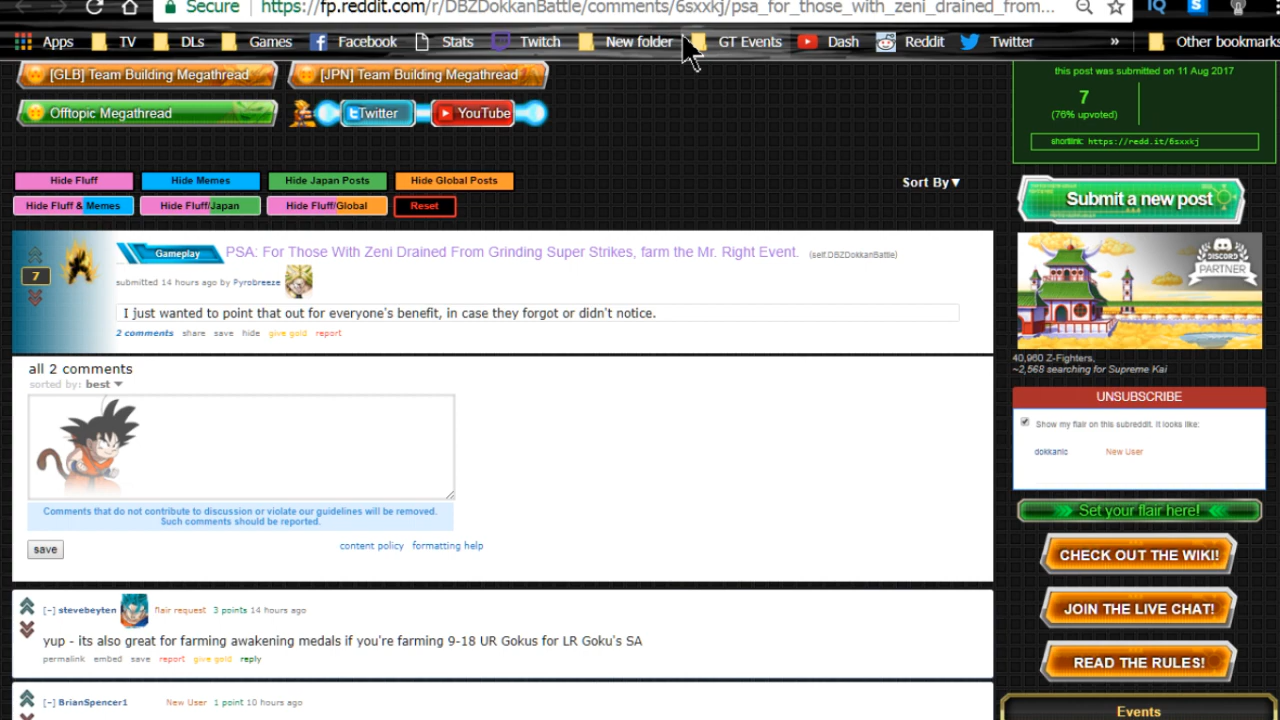 Secure https://fp.reddit.com/r/DBZDokkanBattle/comments/6sxxkj/psa_for_those_with_zeni_drained_from...
Apps TV DLs Games Facebook Stats Twitch New folder GT Events Dash Reddit Twitter » Other bookmarks
[GLB] Team Building Megathread [JPN] Team Building Megathread
Offtopic Megathread Twitter YouTube
this post was submitted on 11 Aug 2017
7
(76% upvoted)
shortlink: https://redd.it/6sxxkj
Hide Fluff Hide Memes Hide Japan Posts Hide Global Posts
Hide Fluff & Memes Hide Fluff/Japan Hide Fluff/Global Reset
Sort By▼
Submit a new post
DISCORD PARTNER
7
Gameplay PSA: For Those With Zeni Drained From Grinding Super Strikes, farm the Mr. Right Event. (self.DBZDokkanBattle)
submitted 14 hours ago by Pyrobreeze
I just wanted to point that out for everyone's benefit, in case they forgot or didn't notice.
2 comments share save hide give gold report
40,960 Z-Fighters,
~2,568 searching for Supreme Kai
all 2 comments
sorted by: best
UNSUBSCRIBE
Show my flair on this subreddit. It looks like:
dokkanic New User
Comments that do not contribute to discussion or violate our guidelines will be removed.
Such comments should be reported.
Set your flair here!
save content policy formatting help
CHECK OUT THE WIKI!
JOIN THE LIVE CHAT!
READ THE RULES!
[–] stevebeyten flair request 3 points 14 hours ago
yup - its also great for farming awakening medals if you're farming 9-18 UR Gokus for LR Goku's SA
permalink embed save report give gold reply
[–] BrianSpencer1 New User 1 point 10 hours ago
Events